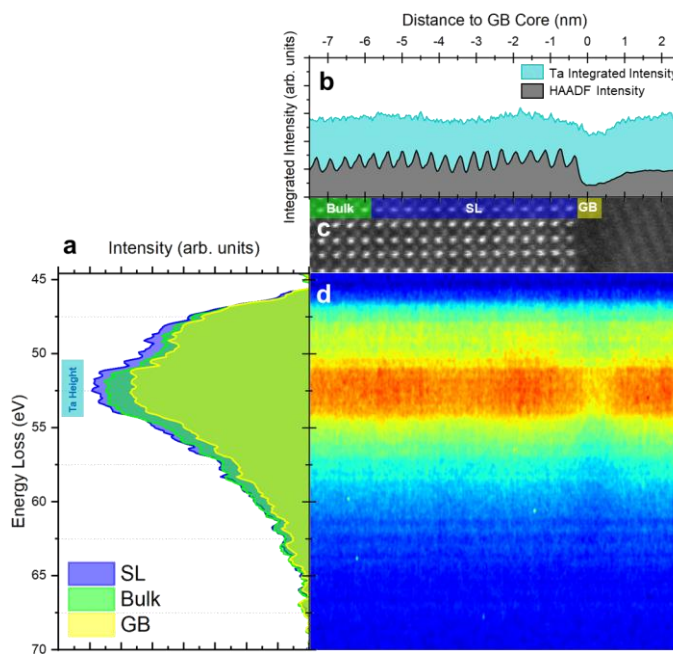 Distance to GB Core (nm)
-7 -6 -5 -4 -3 -2 -1 0 1 2
Integrated Intensity (arb. units)
b
Ta Integrated Intensity
HAADF Intensity
Bulk SL GB
c
a
Intensity (arb. units)
d
45
50
55
60
65
70
Energy Loss (eV)
Ta Height
SL
Bulk
GB